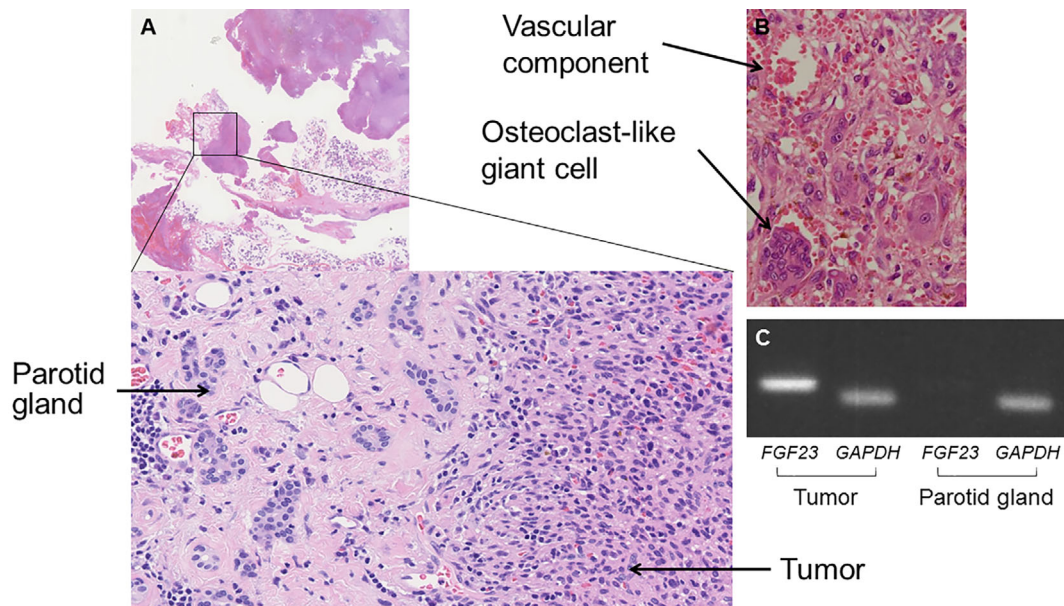 A
Vascular
component
Osteoclast-like
giant cell
B
Parotid
gland
Tumor
C
FGF23 GAPDH FGF23 GAPDH
Tumor Parotid gland